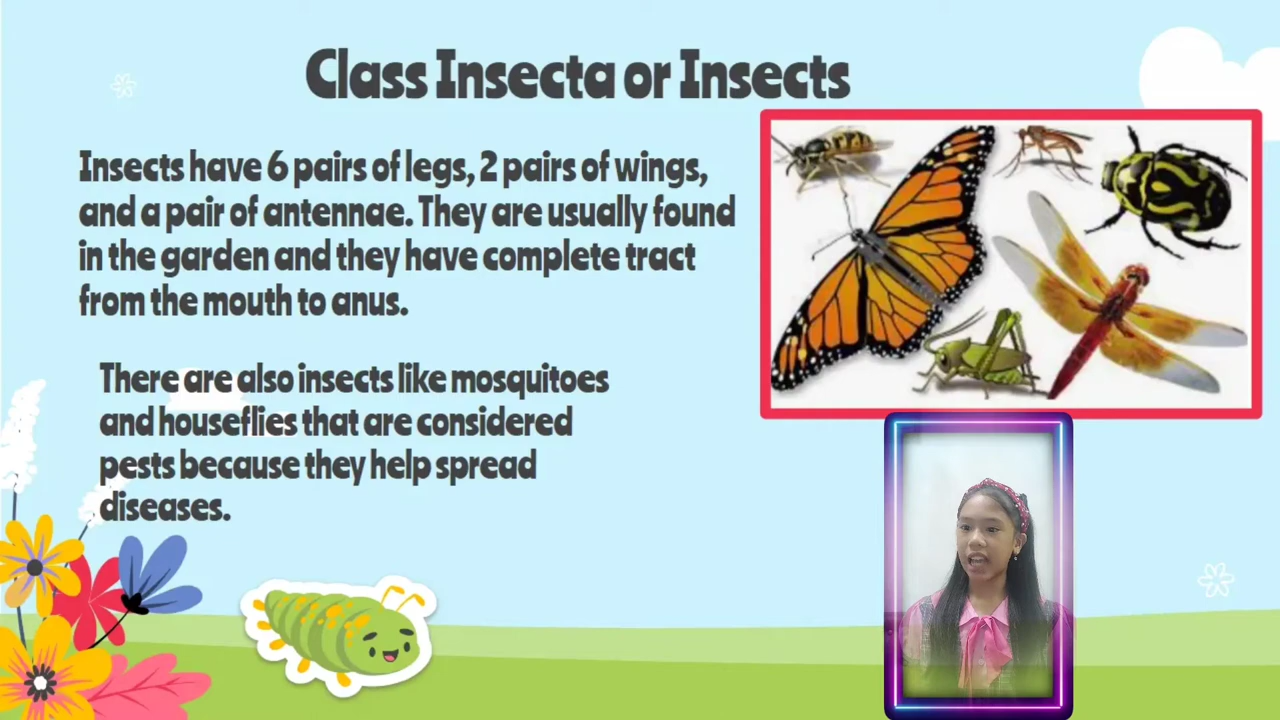 Class Insecta or Insects
Insects have 6 pairs of legs, 2 pairs of wings,
and a pair of antennae. They are usually found
in the garden and they have complete tract
from the mouth to anus.
There are also insects like mosquitoes
and houseflies that are considered
pests because they help spread
diseases.